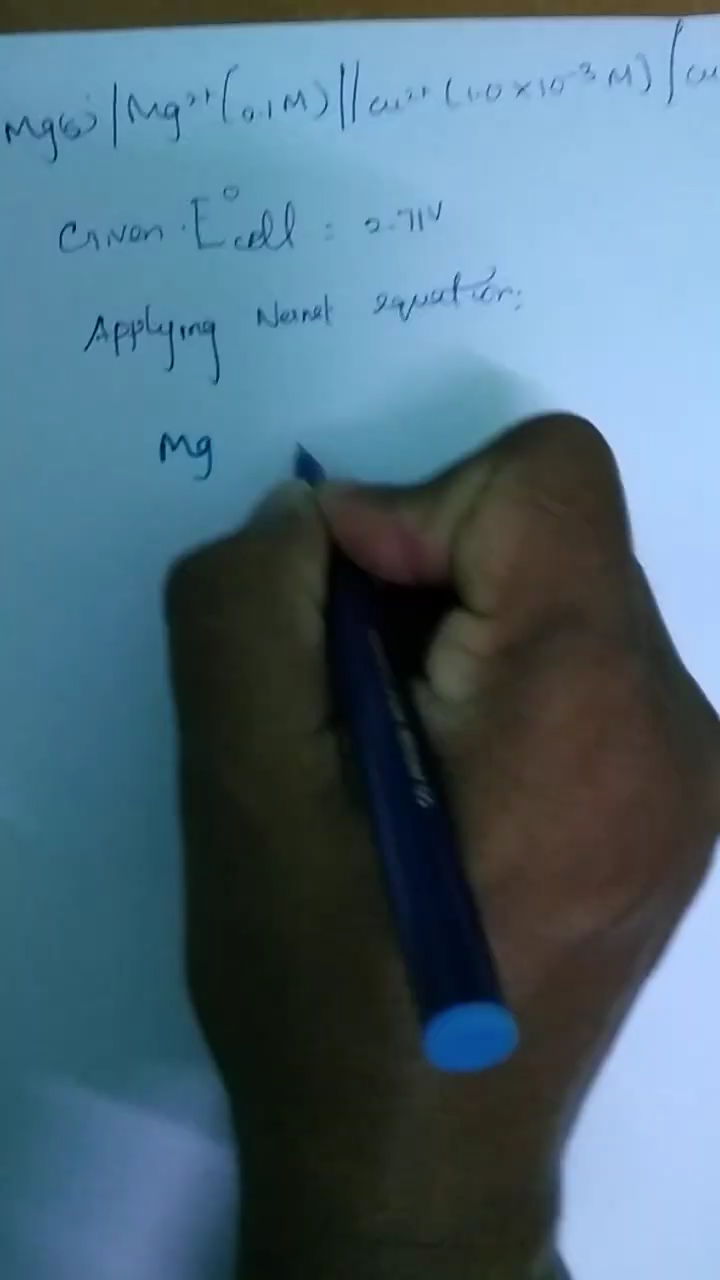 Mg(s) | Mg²⁺(0.1M) || Cu²⁺ (1.0 × 10⁻³ M) | Cu
Given. E°cell = 2.71V
Applying Nernst equation:
Mg